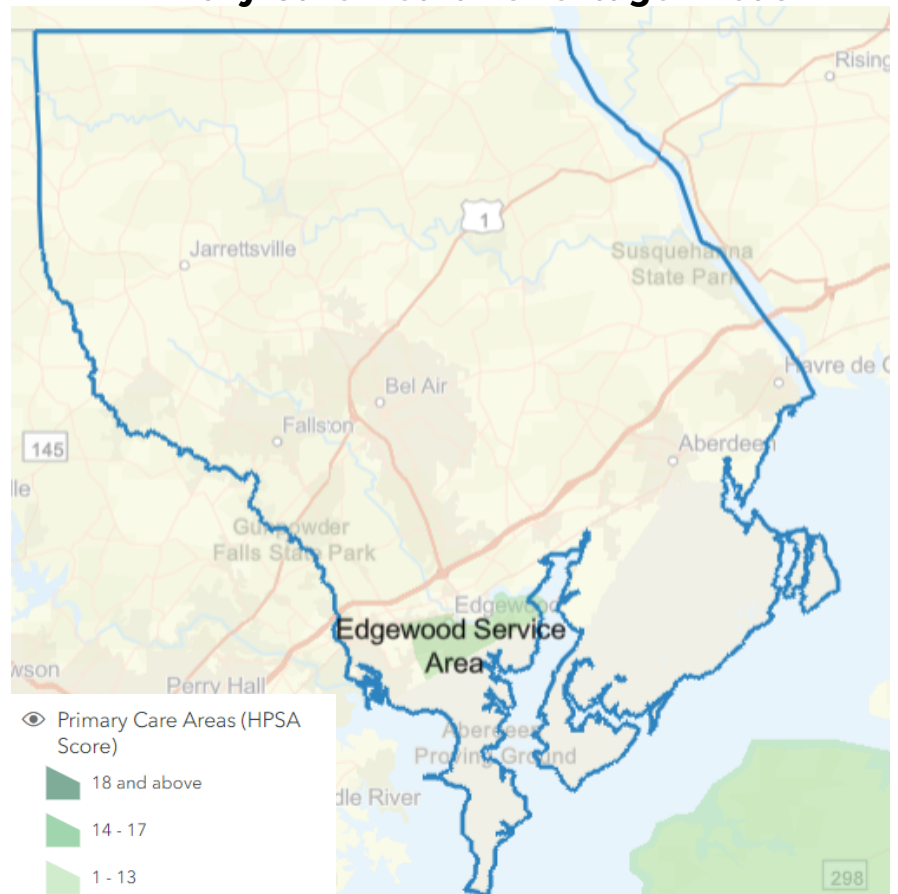 Rising
1
Jarrettsville
Susquehanna
State Park
Havre de G
Bel Air
Fallston
145
Aberdeen
lle
Gunpowder
Falls State Park
Edgewood
Edgewood Service
Area
wson
Perry Hall
Aberdeen
Proving Ground
dle River
298
Primary Care Areas (HPSA
Score)
18 and above
14 - 17
1 - 13